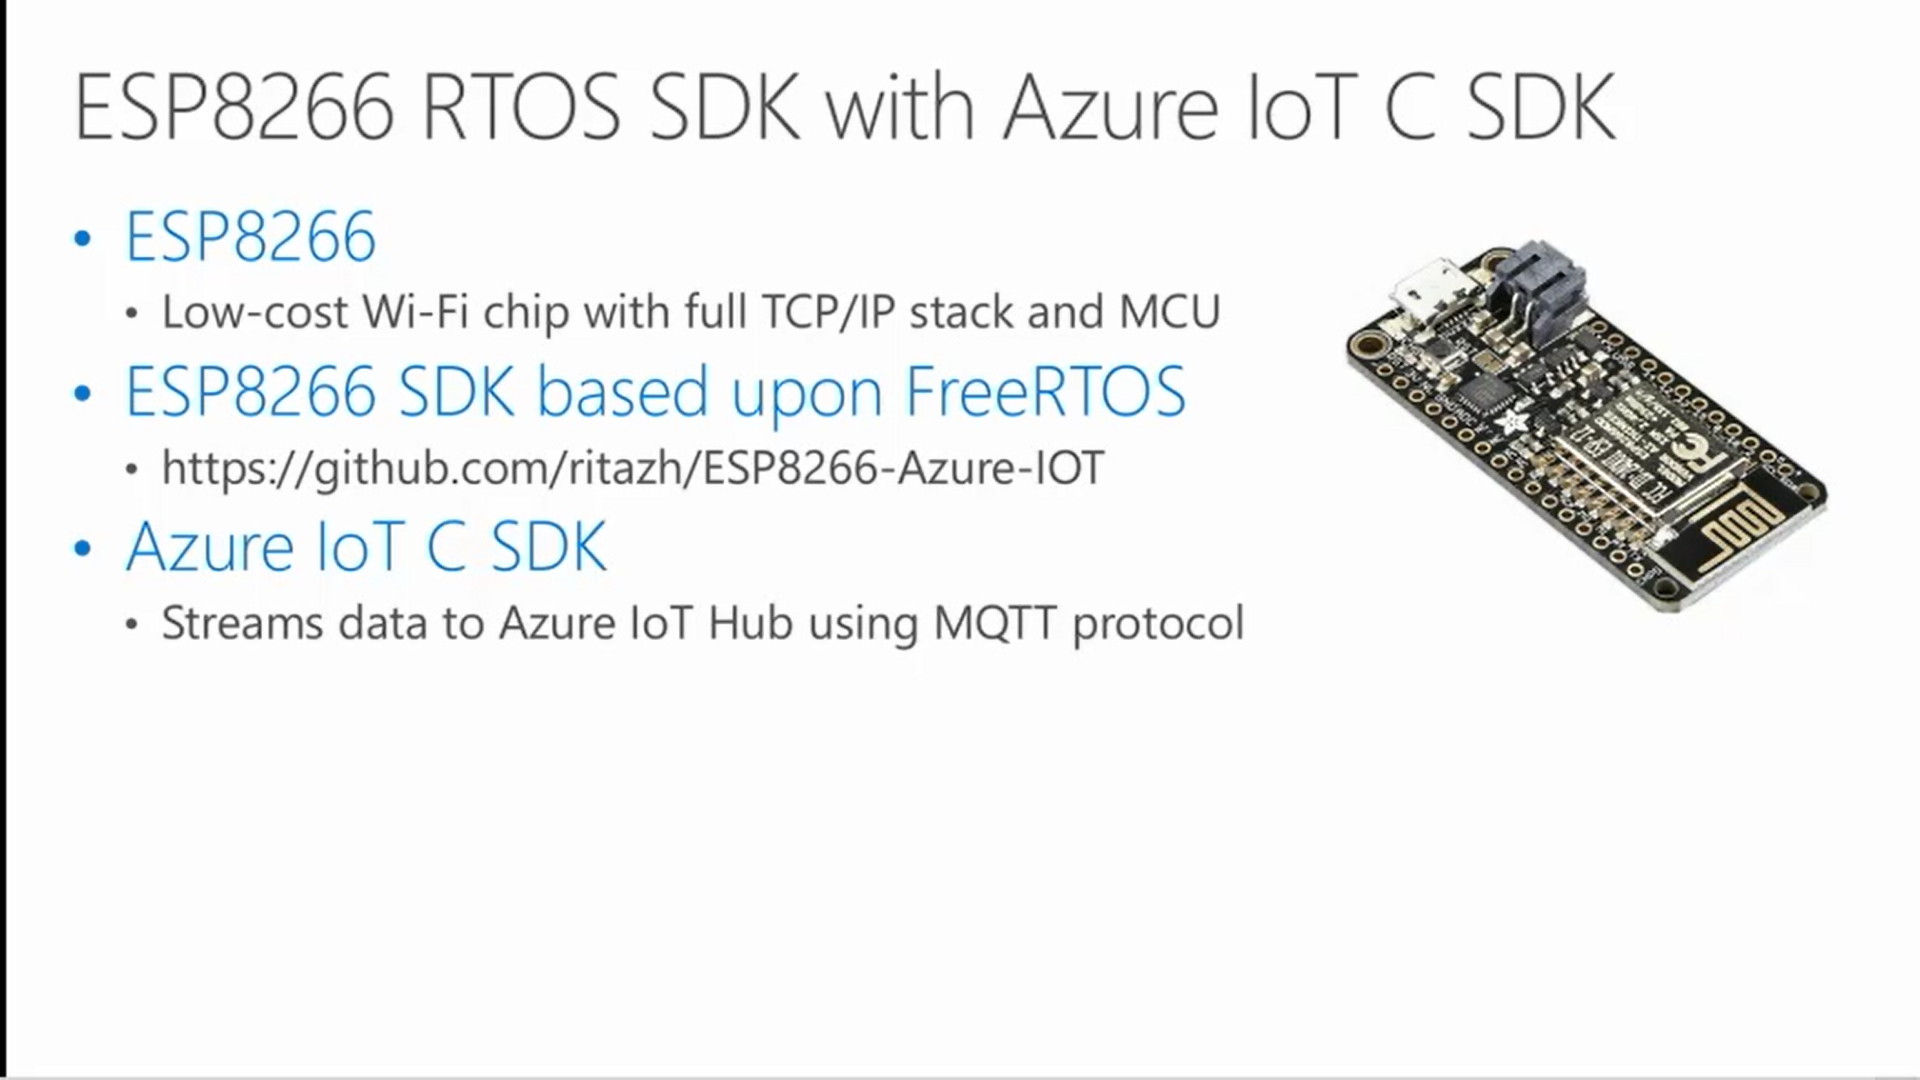 ESP8266 RTOS SDK with Azure IoT C SDK
• ESP8266
• Low-cost Wi-Fi chip with full TCP/IP stack and MCU
• ESP8266 SDK based upon FreeRTOS
• https://github.com/ritazh/ESP8266-Azure-IOT
• Azure IoT C SDK
• Streams data to Azure IoT Hub using MQTT protocol